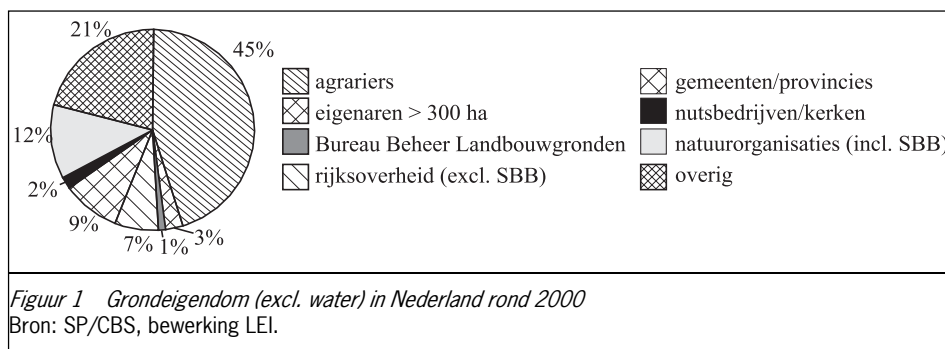 21%
45%
12%
2%
9%
7%
1%
3%
agrariers
eigenaren > 300 ha
Bureau Beheer Landbouwgronden
rijksoverheid (excl. SBB)
gemeenten/provincies
nutsbedrijven/kerken
natuurorganisaties (incl. SBB)
overig
Figuur 1 Grondeigendom (excl. water) in Nederland rond 2000
Bron: SP/CBS, bewerking LEI.